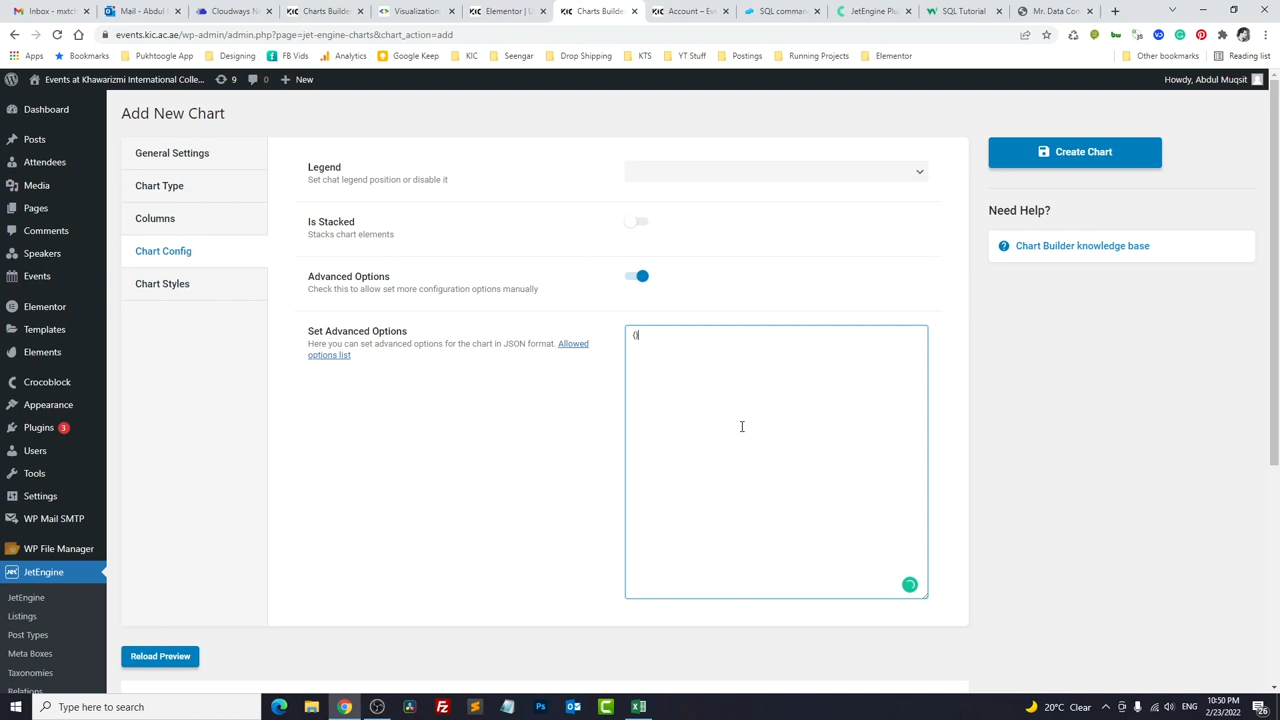 Inbox - mxtch
Mail - Abdul M
Chaldways Ne
Charts Builder
Visualization:
Elementor | U
Charts Builde
Account – Eve
SQL comman
JetEngine Plu
SQL Tutorial
Mr. Data Con
events.kic.ac.ae/wp-admin/admin.php?page=jet-engine-charts&chart_action=add
Apps
Bookmarks
Pukhtoogle App
Designing
FB Vids
Analytics
Google Keep
KIC
Seengar
Drop Shipping
KTS
YT Stuff
Postings
Running Projects
Elementor
Other bookmarks
Reading list
Events at Khawarizmi International Colle...
9
0
New
Howdy, Abdul Muqsit
Dashboard
Posts
Attendees
Media
Pages
Comments
Speakers
Events
Elementor
Templates
Elements
Crocoblock
Appearance
Plugins 3
Users
Tools
Settings
WP Mail SMTP
WP File Manager
JetEngine
JetEngine
Listings
Post Types
Meta Boxes
Taxonomies
Relations
Add New Chart
General Settings
Chart Type
Columns
Chart Config
Chart Styles
Legend
Set chat legend position or disable it
Is Stacked
Stacks chart elements
Advanced Options
Check this to allow set more configuration options manually
Set Advanced Options
Here you can set advanced options for the chart in JSON format. Allowed
options list
{}
Create Chart
Need Help?
Chart Builder knowledge base
Reload Preview
Type here to search
20°C Clear
10:50 PM
2/23/2022
26